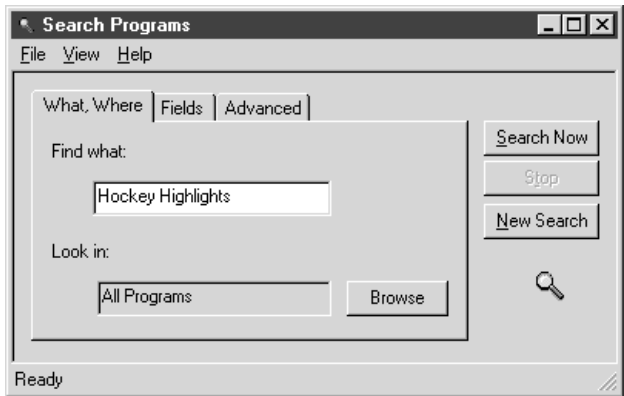 Search Programs
File View Help
What, Where Fields Advanced
Find what:
Hockey Highlights
Look in:
All Programs
Browse
Search Now
Stop
New Search
Ready